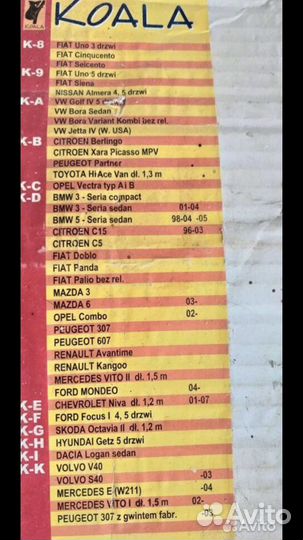 KOALA
KOALA
K-8 FIAT Uno 3 drzwi
FIAT Cinqucento
FIAT Seicento
K-9 FIAT Uno 5 drzwi
FIAT Siena
NISSAN Almera 4, 5 drzwi
K-A VW Golf IV 5 drzwi
VW Bora Sedan
VW Bora Variant Kombi bez rel.
VW Jetta IV (W. USA)
K-B CITROEN Berlingo
CITROEN Xara Picasso MPV
PEUGEOT Partner
TOYOTA HiAce Van dł. 1,3 m
K-C OPEL Vectra typ A i B
K-D BMW 3 - Seria compact
BMW 3 - Seria sedan 01-04
BMW 5 - Seria sedan 98-04 -05
CITROEN C15 96-03
CITROEN C5
FIAT Doblo
FIAT Panda
FIAT Palio bez rel.
MAZDA 3
MAZDA 6 03-
OPEL Combo 02-
PEUGEOT 307
PEUGEOT 607
RENAULT Avantime
RENAULT Kangoo
MERCEDES VITO II dł. 1,5 m
FORD MONDEO 04-
K-E CHEVROLET Niva dł. 1,2 m 01-07
K-F FORD Focus I 4, 5 drzwi
K-G SKODA Octavia II dł. 1,2 m
K-H HYUNDAI Getz 5 drzwi
K-I DACIA Logan sedan
K-K VOLVO V40
VOLVO S40 -03
MERCEDES E (W211) -04
MERCEDES VITO I dł. 1,5 m 02-
PEUGEOT 307 z gwintem fabr. -05
Avito